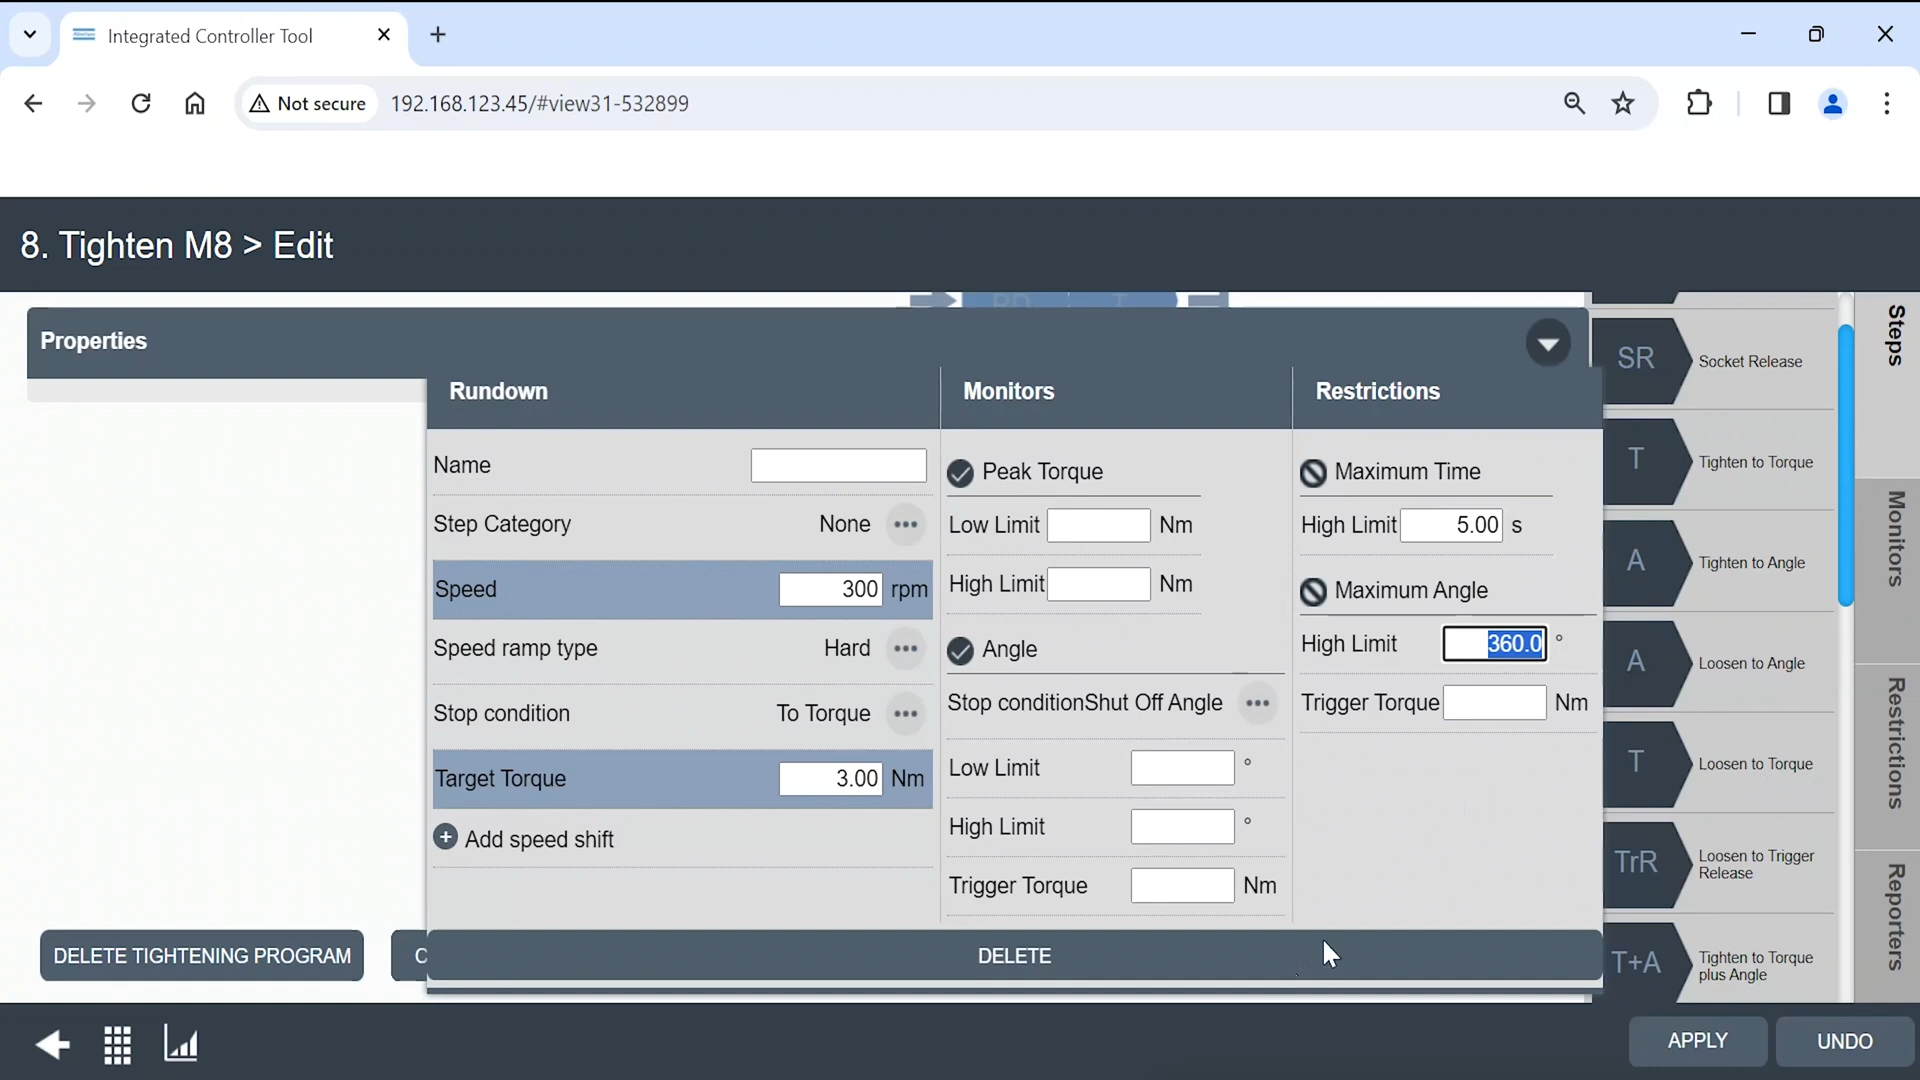 Integrated Controller Tool
Not secure
192.168.123.45/#view31-532899
8. Tighten M8 > Edit
RD T
Properties
Rundown
Monitors
Restrictions
Name
Step Category None
Speed 300 rpm
Speed ramp type Hard
Stop condition To Torque
Target Torque 3.00 Nm
Add speed shift
Peak Torque
Low Limit Nm
High Limit Nm
Angle
Stop conditionShut Off Angle
Low Limit °
High Limit °
Trigger Torque Nm
Maximum Time
High Limit 5.00 s
Maximum Angle
High Limit 360.0 °
Trigger Torque Nm
DELETE TIGHTENING PROGRAM
C
DELETE
SR Socket Release
T Tighten to Torque
A Tighten to Angle
A Loosen to Angle
T Loosen to Torque
TrR Loosen to Trigger
Release
T+A Tighten to Torque
plus Angle
Steps
Monitors
Restrictions
Reporters
APPLY
UNDO